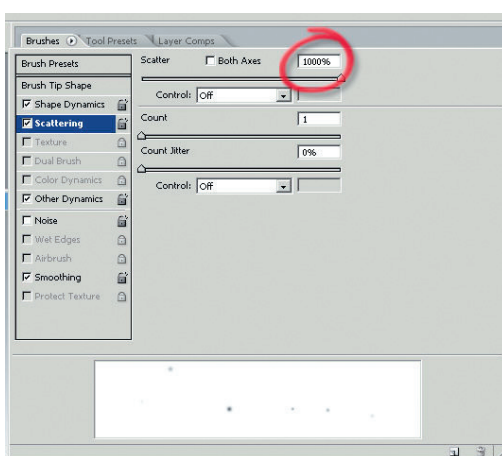 Brushes Tool Presets Layer Comps
Brush Presets
Brush Tip Shape
Shape Dynamics
Scattering
Texture
Dual Brush
Color Dynamics
Other Dynamics
Noise
Wet Edges
Airbrush
Smoothing
Protect Texture
Scatter Both Axes 1000%
Control: Off
Count 1
Count Jitter 0%
Control: Off